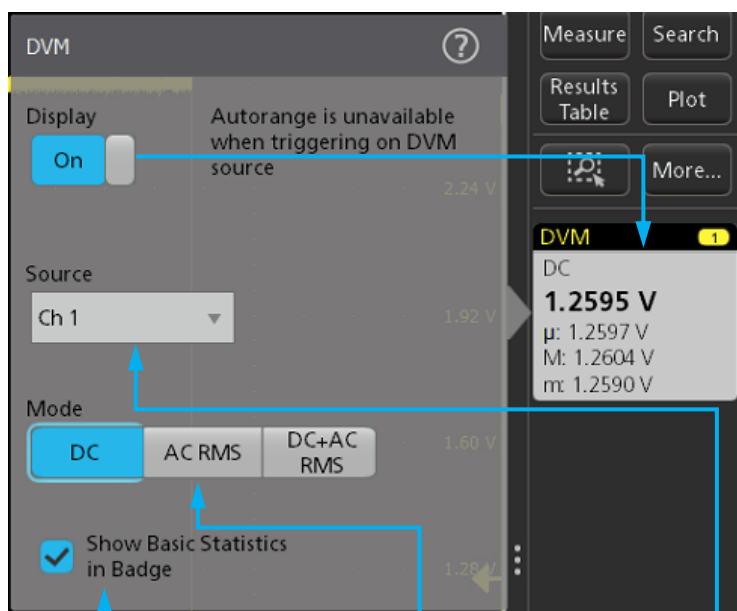 DVM
?
Display
On
Autorange is unavailable
when triggering on DVM
source
2.24 V
Source
Ch 1
1.92 V
Mode
DC
AC RMS
DC+AC
RMS
1.60 V
Show Basic Statistics
in Badge
1.28 V
Measure
Search
Results
Table
Plot
More...
DVM
1
DC
1.2595 V
µ: 1.2597 V
M: 1.2604 V
m: 1.2590 V